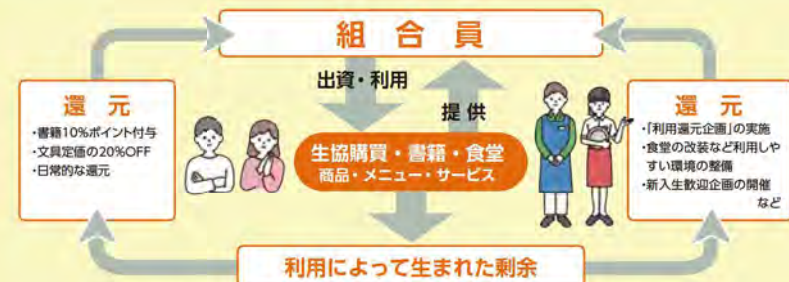 組合員
出資・利用
提供
還元
・書籍10%ポイント付与
・文具定価の20%OFF
・日常的な還元
生協購買・書籍・食堂
商品・メニュー・サービス
還元
・「利用還元企画」の実施
・食堂の改装など利用しや
すい環境の整備
・新入生歓迎企画の開催
など
利用によって生まれた剰余